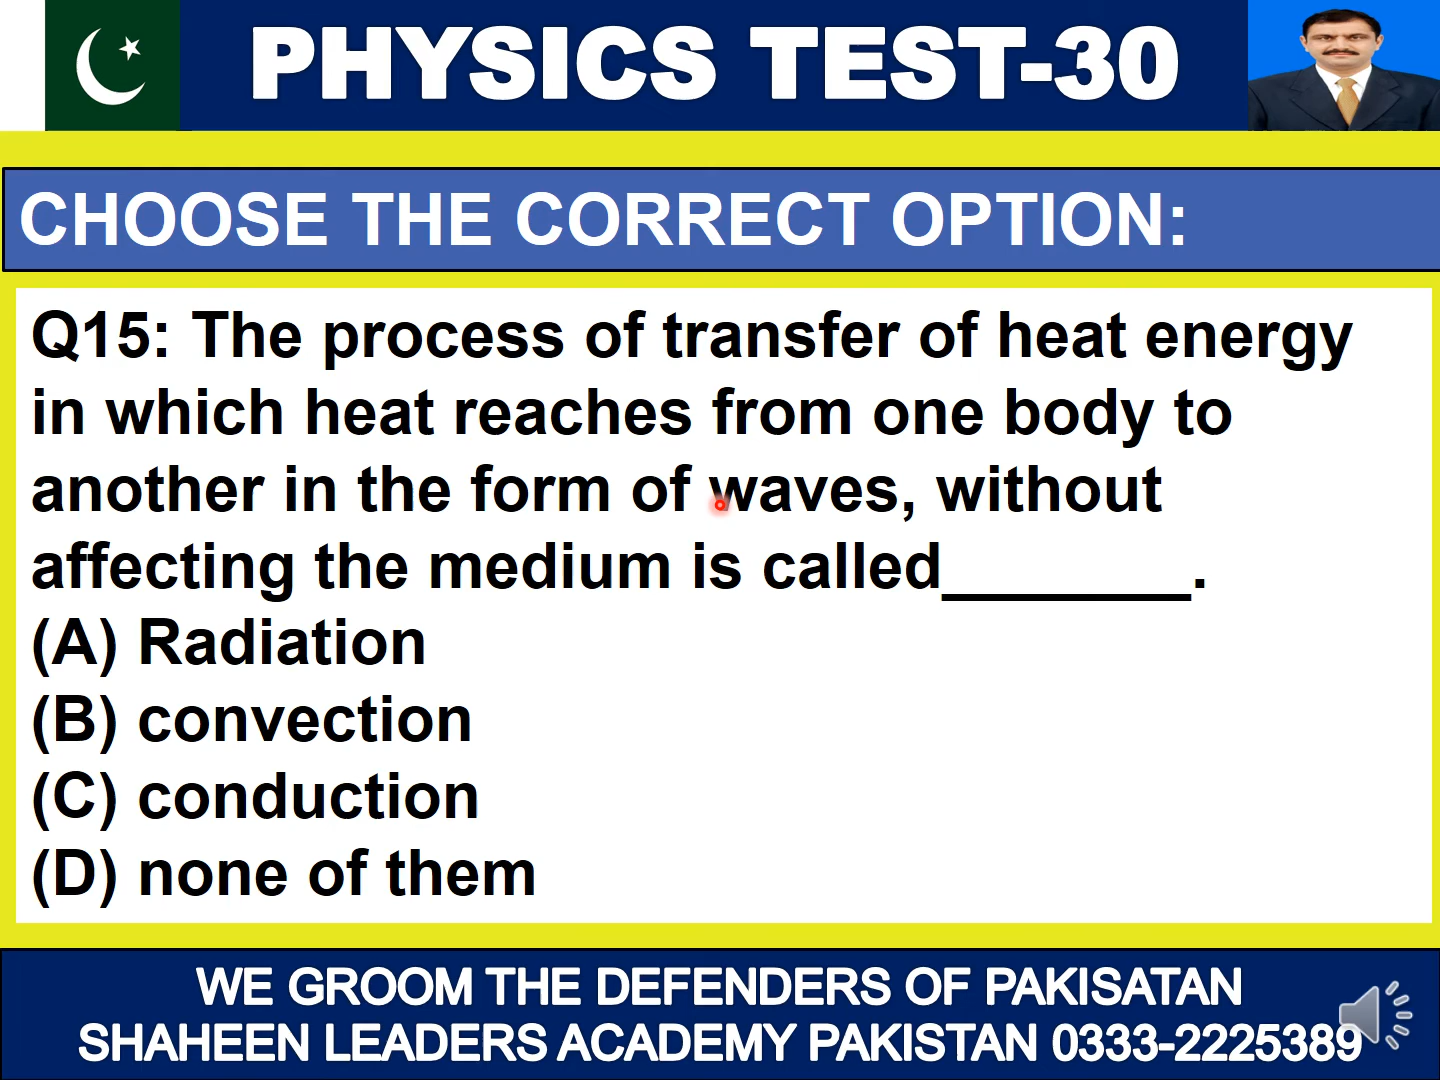 PHYSICS TEST-30
CHOOSE THE CORRECT OPTION:
Q15: The process of transfer of heat energy
in which heat reaches from one body to
another in the form of waves, without
affecting the medium is called_______.
(A) Radiation
(B) convection
(C) conduction
(D) none of them
WE GROOM THE DEFENDERS OF PAKISATAN
SHAHEEN LEADERS ACADEMY PAKISTAN 0333-2225389